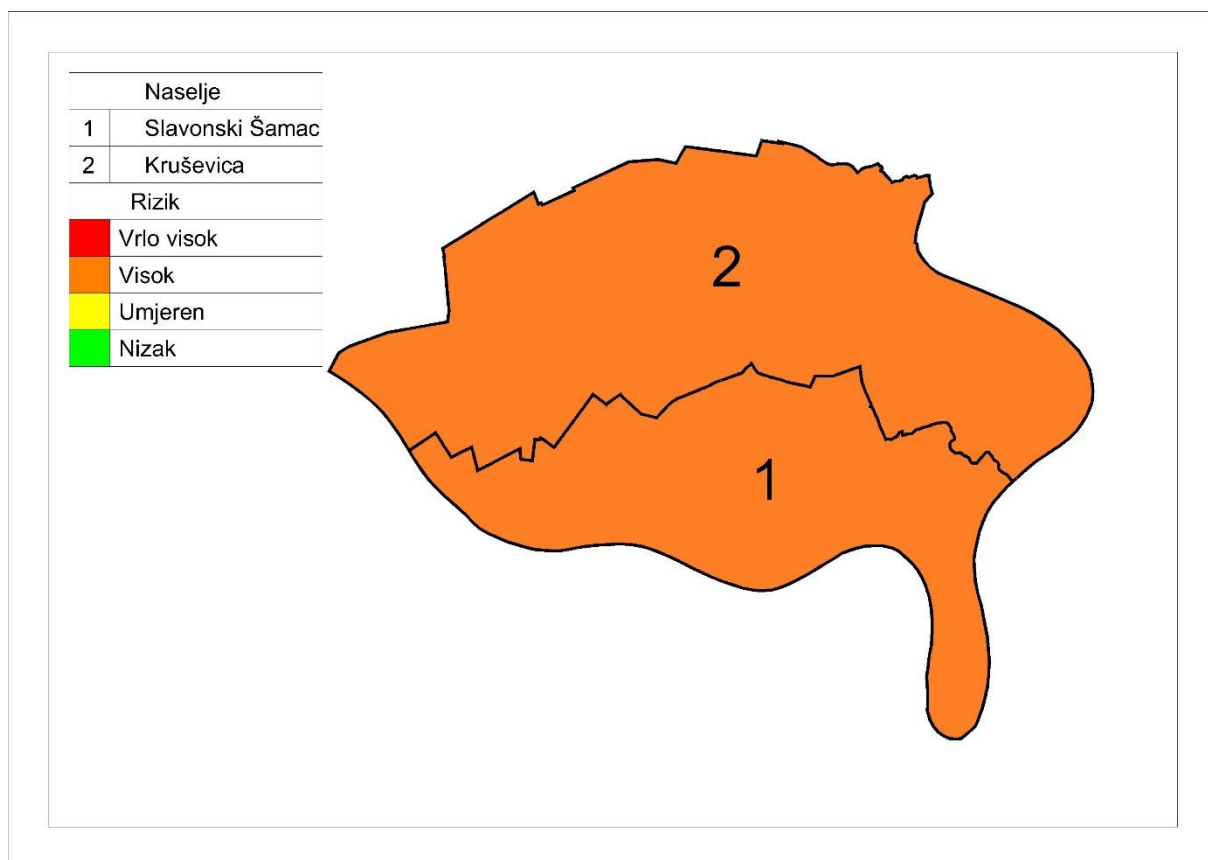 Naselje
1 Slavonski Šamac
2 Kruševica
Rizik
Vrlo visok
Visok
Umjeren
Nizak
2
1